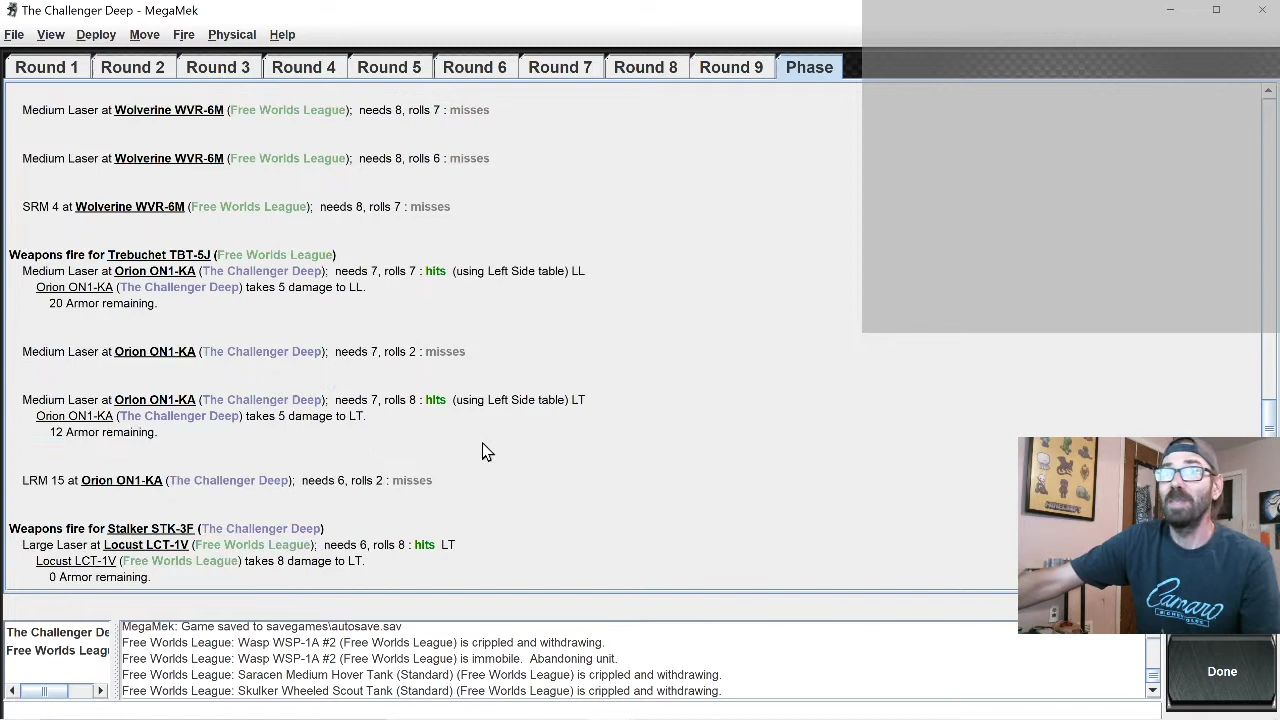 The Challenger Deep - MegaMek
File View Deploy Move Fire Physical Help
Round 1 Round 2 Round 3 Round 4 Round 5 Round 6 Round 7 Round 8 Round 9 Phase
Medium Laser at Wolverine WVR-6M (Free Worlds League); needs 8, rolls 7 : misses
Medium Laser at Wolverine WVR-6M (Free Worlds League); needs 8, rolls 6 : misses
SRM 4 at Wolverine WVR-6M (Free Worlds League); needs 8, rolls 7 : misses
Weapons fire for Trebuchet TBT-5J (Free Worlds League)
Medium Laser at Orion ON1-KA (The Challenger Deep); needs 7, rolls 7 : hits (using Left Side table) LL
Orion ON1-KA (The Challenger Deep) takes 5 damage to LL.
20 Armor remaining.
Medium Laser at Orion ON1-KA (The Challenger Deep); needs 7, rolls 2 : misses
Medium Laser at Orion ON1-KA (The Challenger Deep); needs 7, rolls 8 : hits (using Left Side table) LT
Orion ON1-KA (The Challenger Deep) takes 5 damage to LT.
12 Armor remaining.
LRM 15 at Orion ON1-KA (The Challenger Deep); needs 6, rolls 2 : misses
Weapons fire for Stalker STK-3F (The Challenger Deep)
Large Laser at Locust LCT-1V (Free Worlds League); needs 6, rolls 8 : hits LT
Locust LCT-1V (Free Worlds League) takes 8 damage to LT.
0 Armor remaining.
The Challenger De
Free Worlds Leag
MegaMek: Game saved to savegames\autosave.sav
Free Worlds League: Wasp WSP-1A #2 (Free Worlds League) is crippled and withdrawing.
Free Worlds League: Wasp WSP-1A #2 (Free Worlds League) is immobile. Abandoning unit.
Free Worlds League: Saracen Medium Hover Tank (Standard) (Free Worlds League) is crippled and withdrawing.
Free Worlds League: Skulker Wheeled Scout Tank (Standard) (Free Worlds League) is crippled and withdrawing.
Done
Camaro